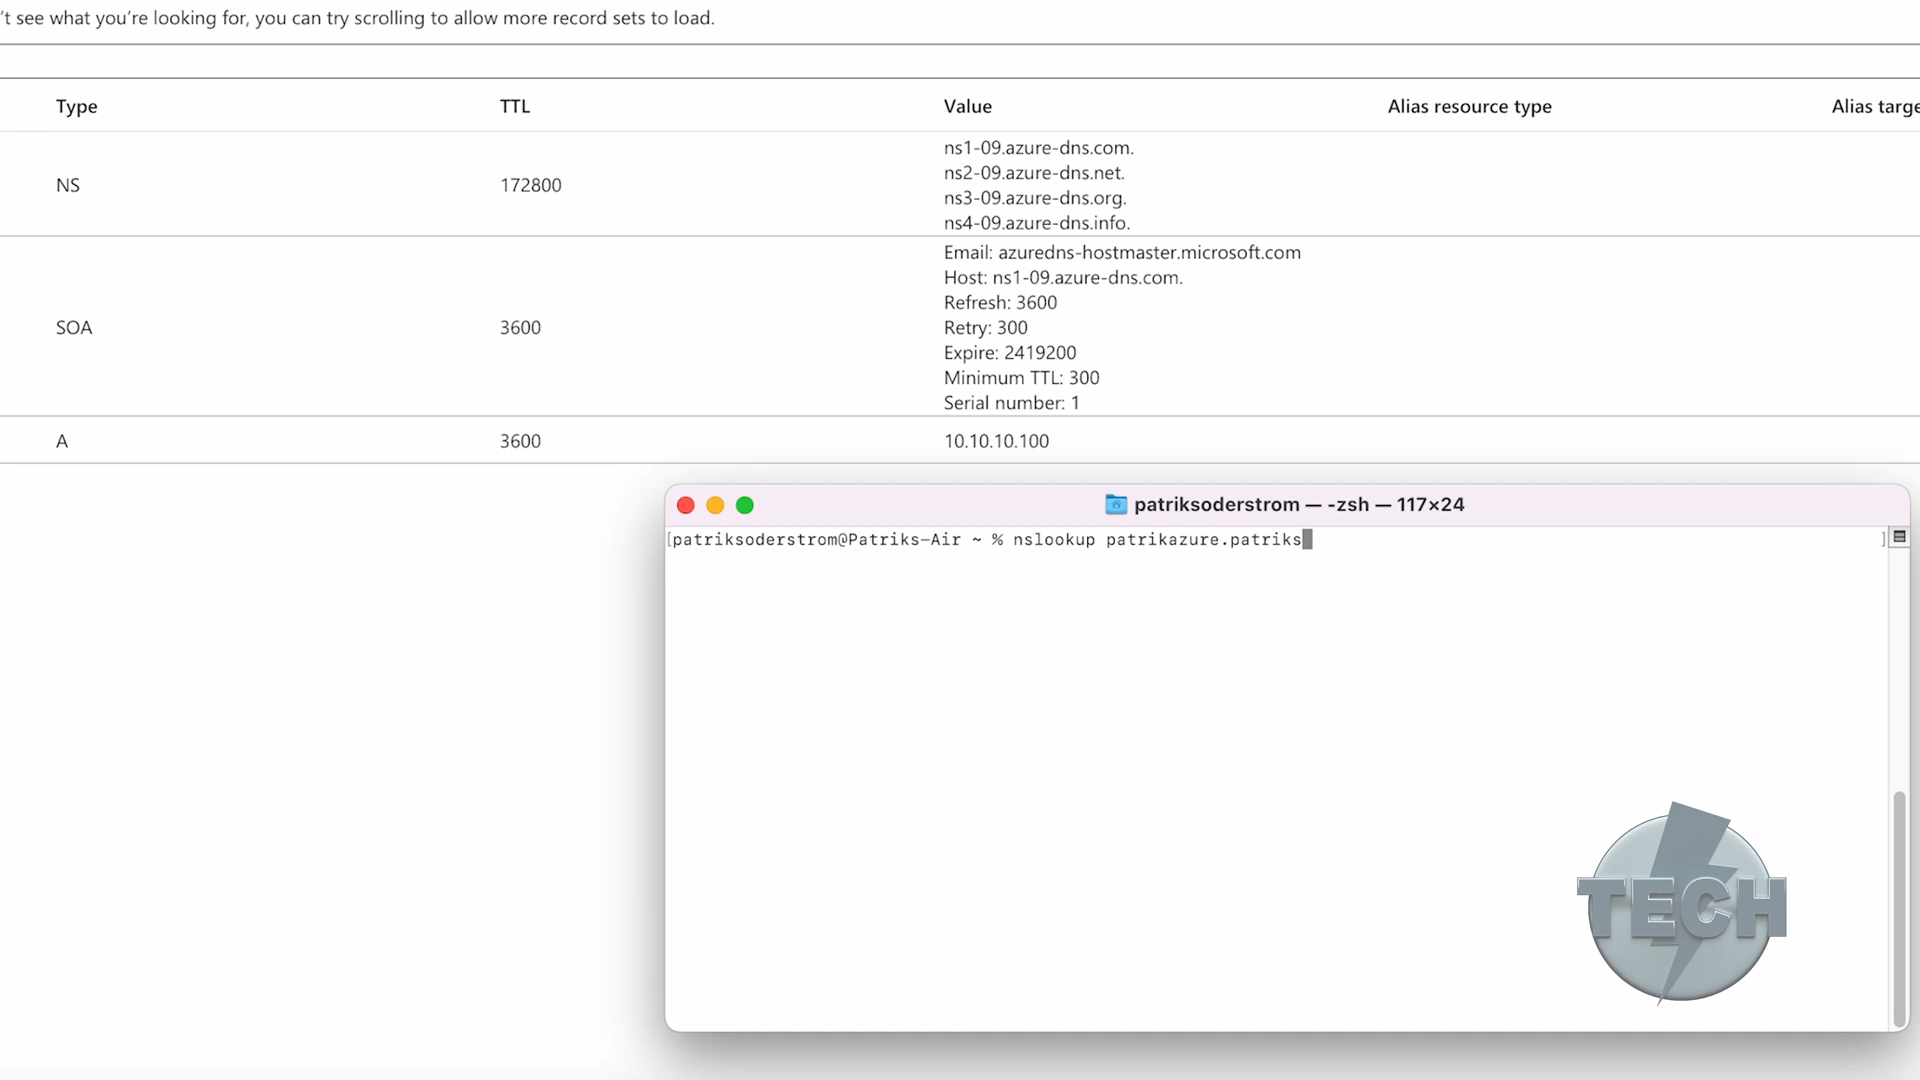 't see what you're looking for, you can try scrolling to allow more record sets to load.
Type TTL Value Alias resource type Alias targe
NS 172800 ns1-09.azure-dns.com.
ns2-09.azure-dns.net.
ns3-09.azure-dns.org.
ns4-09.azure-dns.info.
SOA 3600 Email: azuredns-hostmaster.microsoft.com
Host: ns1-09.azure-dns.com.
Refresh: 3600
Retry: 300
Expire: 2419200
Minimum TTL: 300
Serial number: 1
A 3600 10.10.10.100
patriksoderstrom — -zsh — 117×24
[patriksoderstrom@Patriks-Air ~ % nslookup patrikazure.patriks ]
TECH